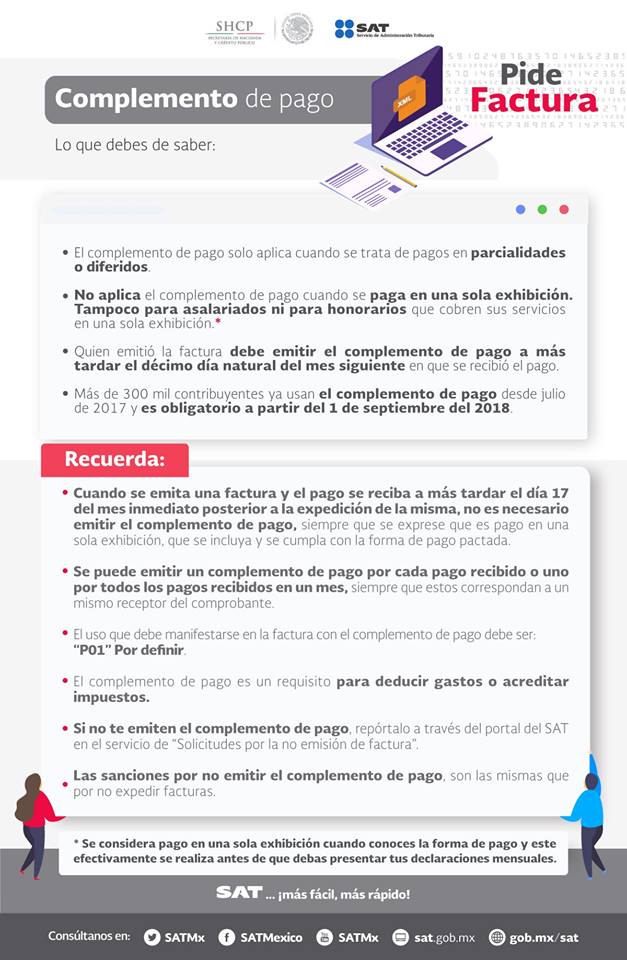 SHCP
SECRETARÍA DE HACIENDA
Y CRÉDITO PÚBLICO
SAT
Servicio de Administración Tributaria
Complemento de pago
Lo que debes de saber:
XML
Pide
Factura
• El complemento de pago solo aplica cuando se trata de pagos en parcialidades
o diferidos.
• No aplica el complemento de pago cuando se paga en una sola exhibición.
Tampoco para asalariados ni para honorarios que cobren sus servicios
en una sola exhibición.*
• Quien emitió la factura debe emitir el complemento de pago a más
tardar el décimo día natural del mes siguiente en que se recibió el pago.
• Más de 300 mil contribuyentes ya usan el complemento de pago desde julio
de 2017 y es obligatorio a partir del 1 de septiembre del 2018.
Recuerda:
• Cuando se emita una factura y el pago se reciba a más tardar el día 17
del mes inmediato posterior a la expedición de la misma, no es necesario
emitir el complemento de pago, siempre que se exprese que es pago en una
sola exhibición, que se incluya y se cumpla con la forma de pago pactada.
• Se puede emitir un complemento de pago por cada pago recibido o uno
por todos los pagos recibidos en un mes, siempre que estos correspondan a un
mismo receptor del comprobante.
• El uso que debe manifestarse en la factura con el complemento de pago debe ser:
“P01” Por definir.
• El complemento de pago es un requisito para deducir gastos o acreditar
impuestos.
• Si no te emiten el complemento de pago, repórtalo a través del portal del SAT
en el servicio de “Solicitudes por la no emisión de factura”.
• Las sanciones por no emitir el complemento de pago, son las mismas que
por no expedir facturas.
* Se considera pago en una sola exhibición cuando conoces la forma de pago y este
efectivamente se realiza antes de que debas presentar tus declaraciones mensuales.
SAT ... ¡más fácil, más rápido!
Consúltanos en: SATMx SATMexico SATMx sat.gob.mx gob.mx/sat